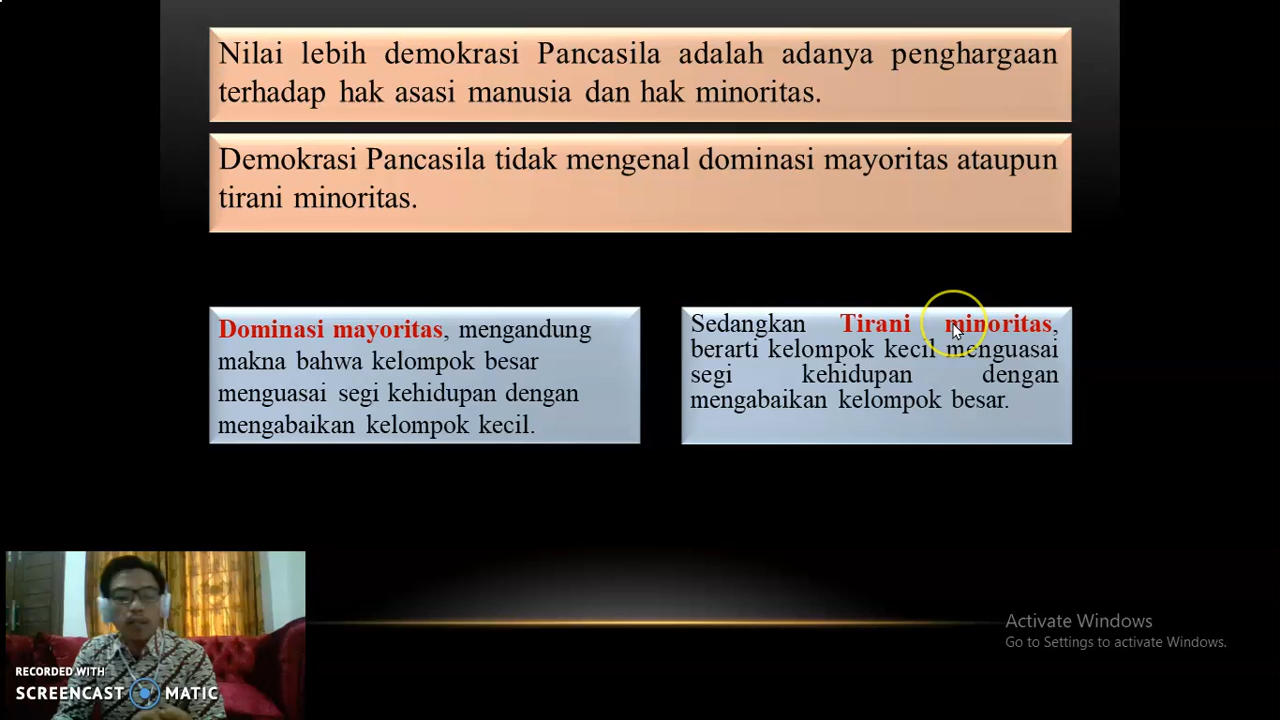 Nilai lebih demokrasi Pancasila adalah adanya penghargaan
terhadap hak asasi manusia dan hak minoritas.
Demokrasi Pancasila tidak mengenal dominasi mayoritas ataupun
tirani minoritas.
Dominasi mayoritas, mengandung
makna bahwa kelompok besar
menguasai segi kehidupan dengan
mengabaikan kelompok kecil.
Sedangkan Tirani minoritas,
berarti kelompok kecil menguasai
segi kehidupan dengan
mengabaikan kelompok besar.
Activate Windows
Go to Settings to activate Windows.
RECORDED WITH
SCREENCAST MATIC